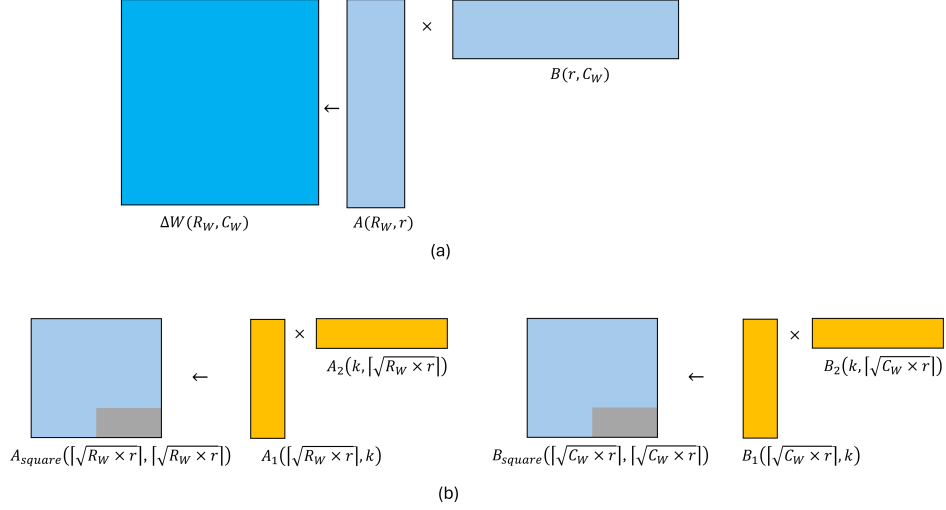 ×
←
B(r, C_W)
ΔW(R_W, C_W)
A(R_W, r)
(a)
×
×
←
←
A_2(k, ⌈√(R_W × r)⌉)
B_2(k, ⌈√(C_W × r)⌉)
A_square(⌈√(R_W × r)⌉, ⌈√(R_W × r)⌉)
A_1(⌈√(R_W × r)⌉, k)
B_square(⌈√(C_W × r)⌉, ⌈√(C_W × r)⌉)
B_1(⌈√(C_W × r)⌉, k)
(b)